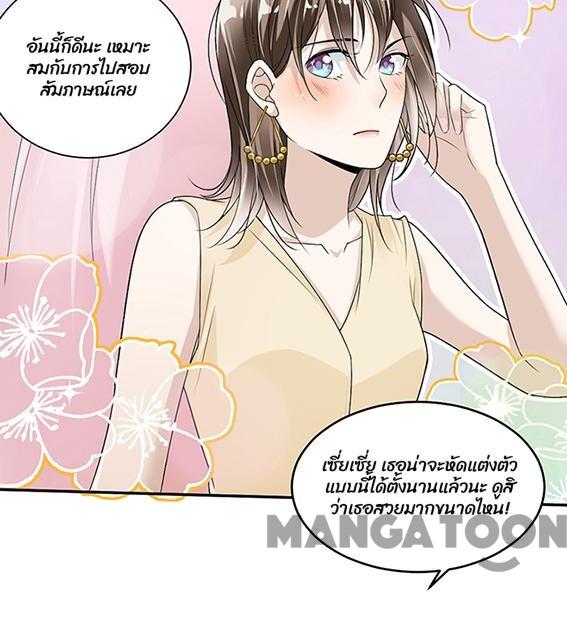 อันนี้ก็ดีนะ เหมาะ
สมกับการไปสอบ
สัมภาษณ์เลย
เซี่ยเซี่ย เธอน่าจะหัดแต่งตัว
แบบนี้ได้ตั้งนานแล้วนะ ดูสิ
ว่าเธอสวยมากขนาดไหน!
MANGATOON